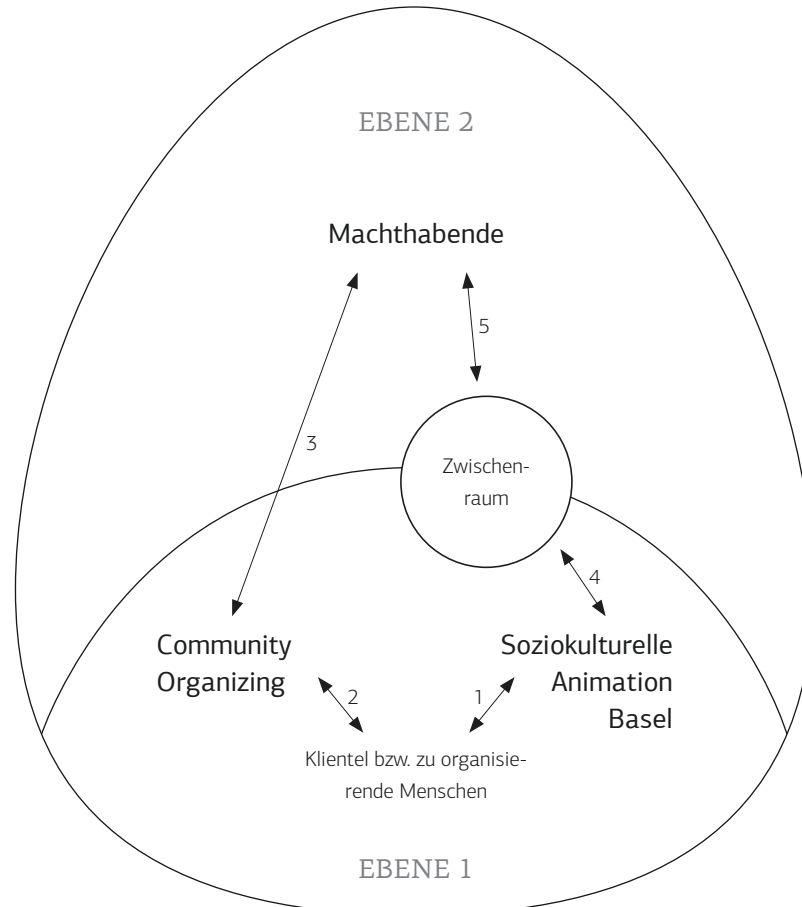 EBENE 2
Machthabende
5
3
Zwischen-
raum
4
Community
Organizing
Soziokulturelle
Animation
Basel
2
1
Klientel bzw. zu organisie-
rende Menschen
EBENE 1